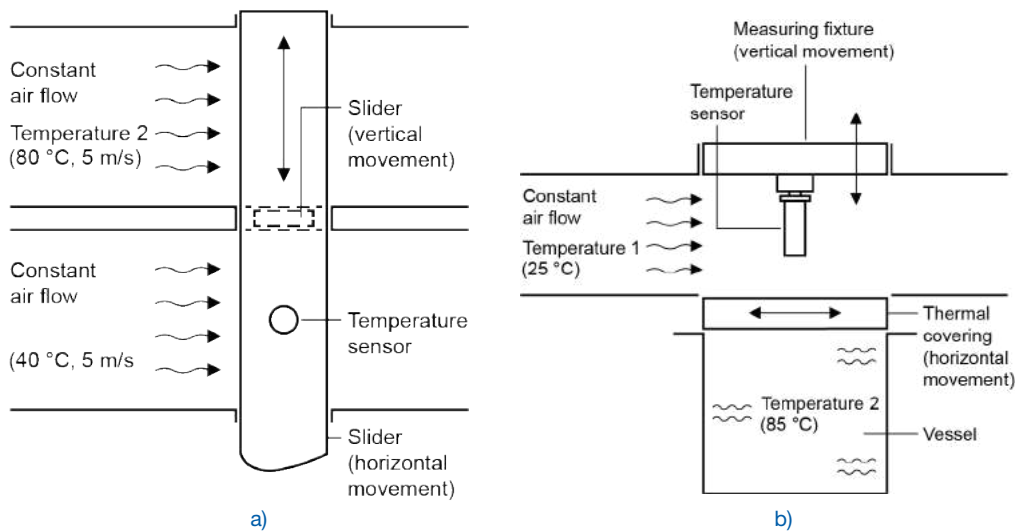 Constant
air flow
Temperature 2
(80 °C, 5 m/s)
Slider
(vertical
movement)
Constant
air flow
(40 °C, 5 m/s
Temperature
sensor
Slider
(horizontal
movement)
a)
Measuring fixture
(vertical movement)
Temperature
sensor
Constant
air flow
Temperature 1
(25 °C)
Thermal
covering
(horizontal
movement)
Temperature 2
(85 °C)
Vessel
b)